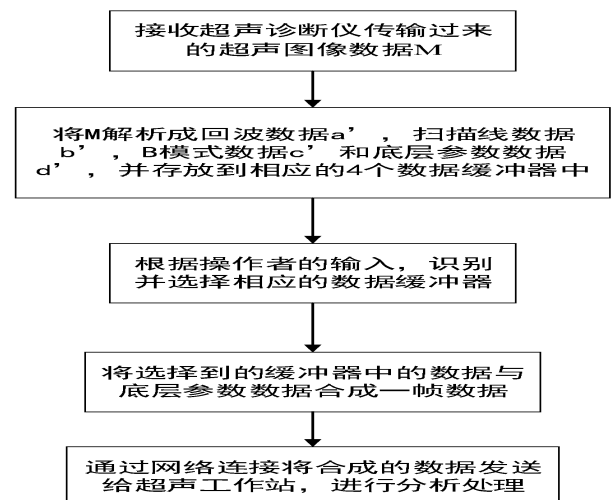 接收超声诊断仪传输过来
的超声图像数据M
将M解析成回波数据a’，扫描线数据
b’，B模式数据c’和底层参数数据
d’，并存放到相应的4个数据缓冲器中
根据操作者的输入，识别
并选择相应的数据缓冲器
将选择到的缓冲器中的数据与
底层参数数据合成一帧数据
通过网络连接将合成的数据发送
给超声工作站，进行分析处理